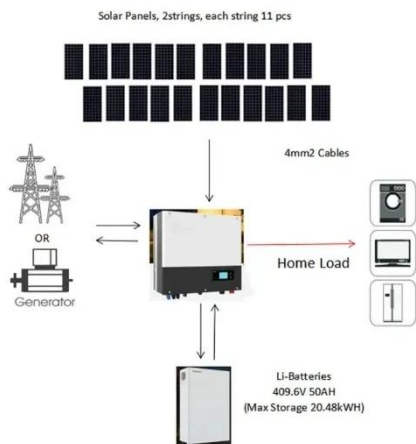 Solar Panels, 2strings, each string 11 pcs
4mm2 Cables
OR
Generator
Home Load
Li-Batteries
409.6V 50AH
(Max Storage 20.48kWH)